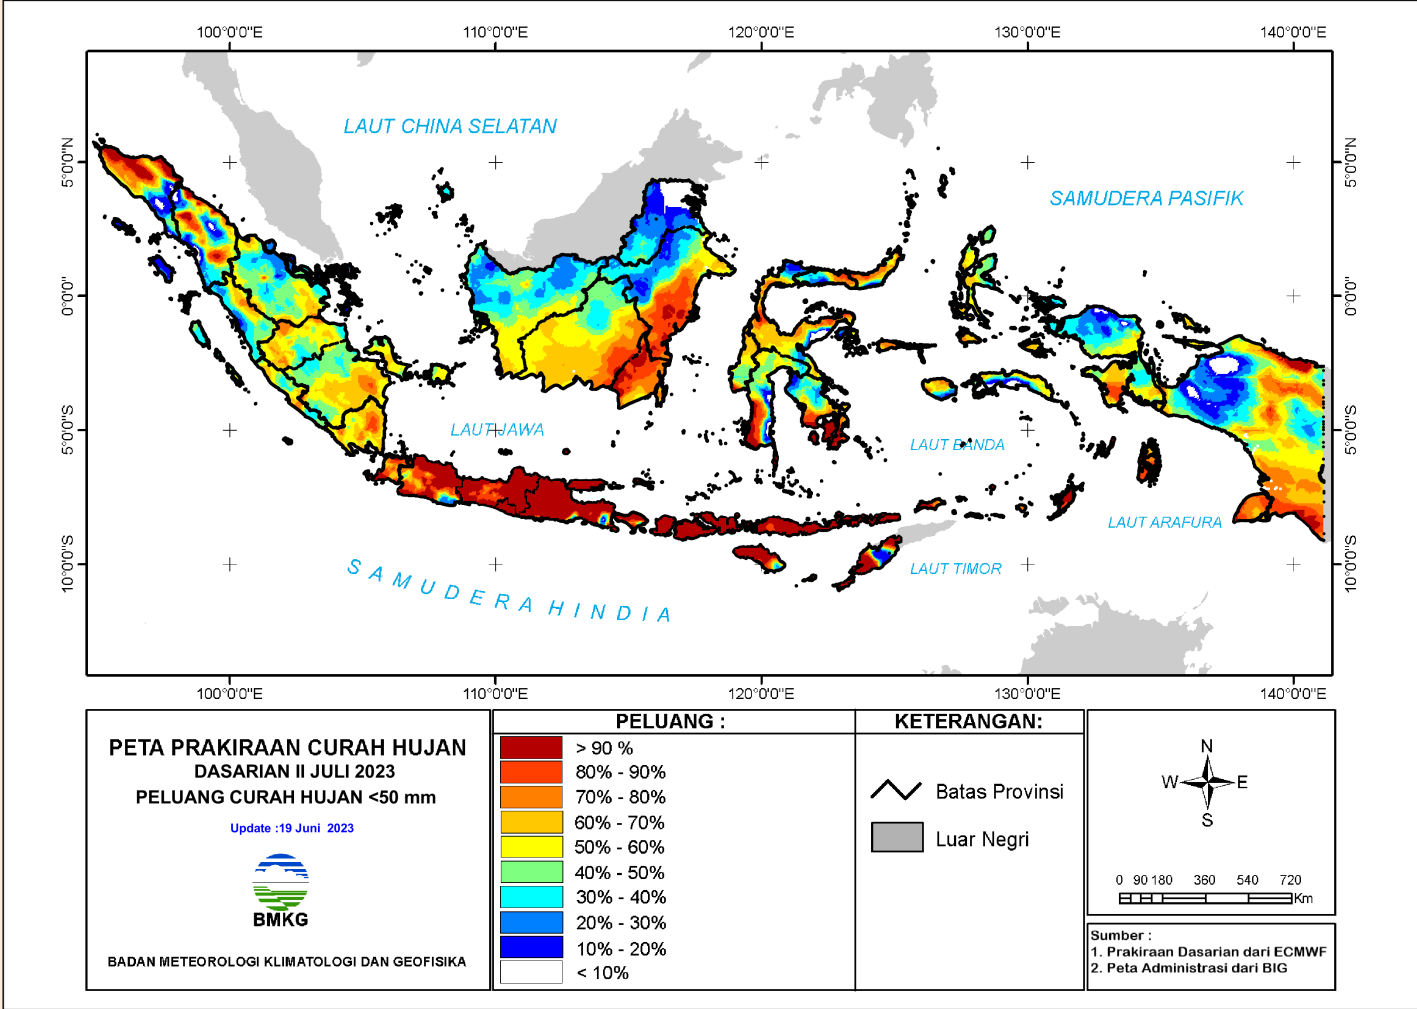 100°0'0"E 110°0'0"E 120°0'0"E 130°0'0"E 140°0'0"E
5°0'0"N
0°0'0"
5°0'0"S
10°0'0"S
LAUT CHINA SELATAN
SAMUDERA PASIFIK
LAUT JAWA
LAUT BANDA
LAUT ARAFURA
LAUT TIMOR
SAMUDERA HINDIA
5°0'0"N
0°0'0"
5°0'0"S
10°0'0"S
100°0'0"E 110°0'0"E 120°0'0"E 130°0'0"E 140°0'0"E
PETA PRAKIRAAN CURAH HUJAN
DASARIAN II JULI 2023
PELUANG CURAH HUJAN <50 mm
Update :19 Juni 2023
BMKG
BADAN METEOROLOGI KLIMATOLOGI DAN GEOFISIKA
PELUANG :
> 90 %
80% - 90%
70% - 80%
60% - 70%
50% - 60%
40% - 50%
30% - 40%
20% - 30%
10% - 20%
< 10%
KETERANGAN:
Batas Provinsi
Luar Negri
N
W E
S
0 90 180 360 540 720
Km
Sumber :
1. Prakiraan Dasarian dari ECMWF
2. Peta Administrasi dari BIG